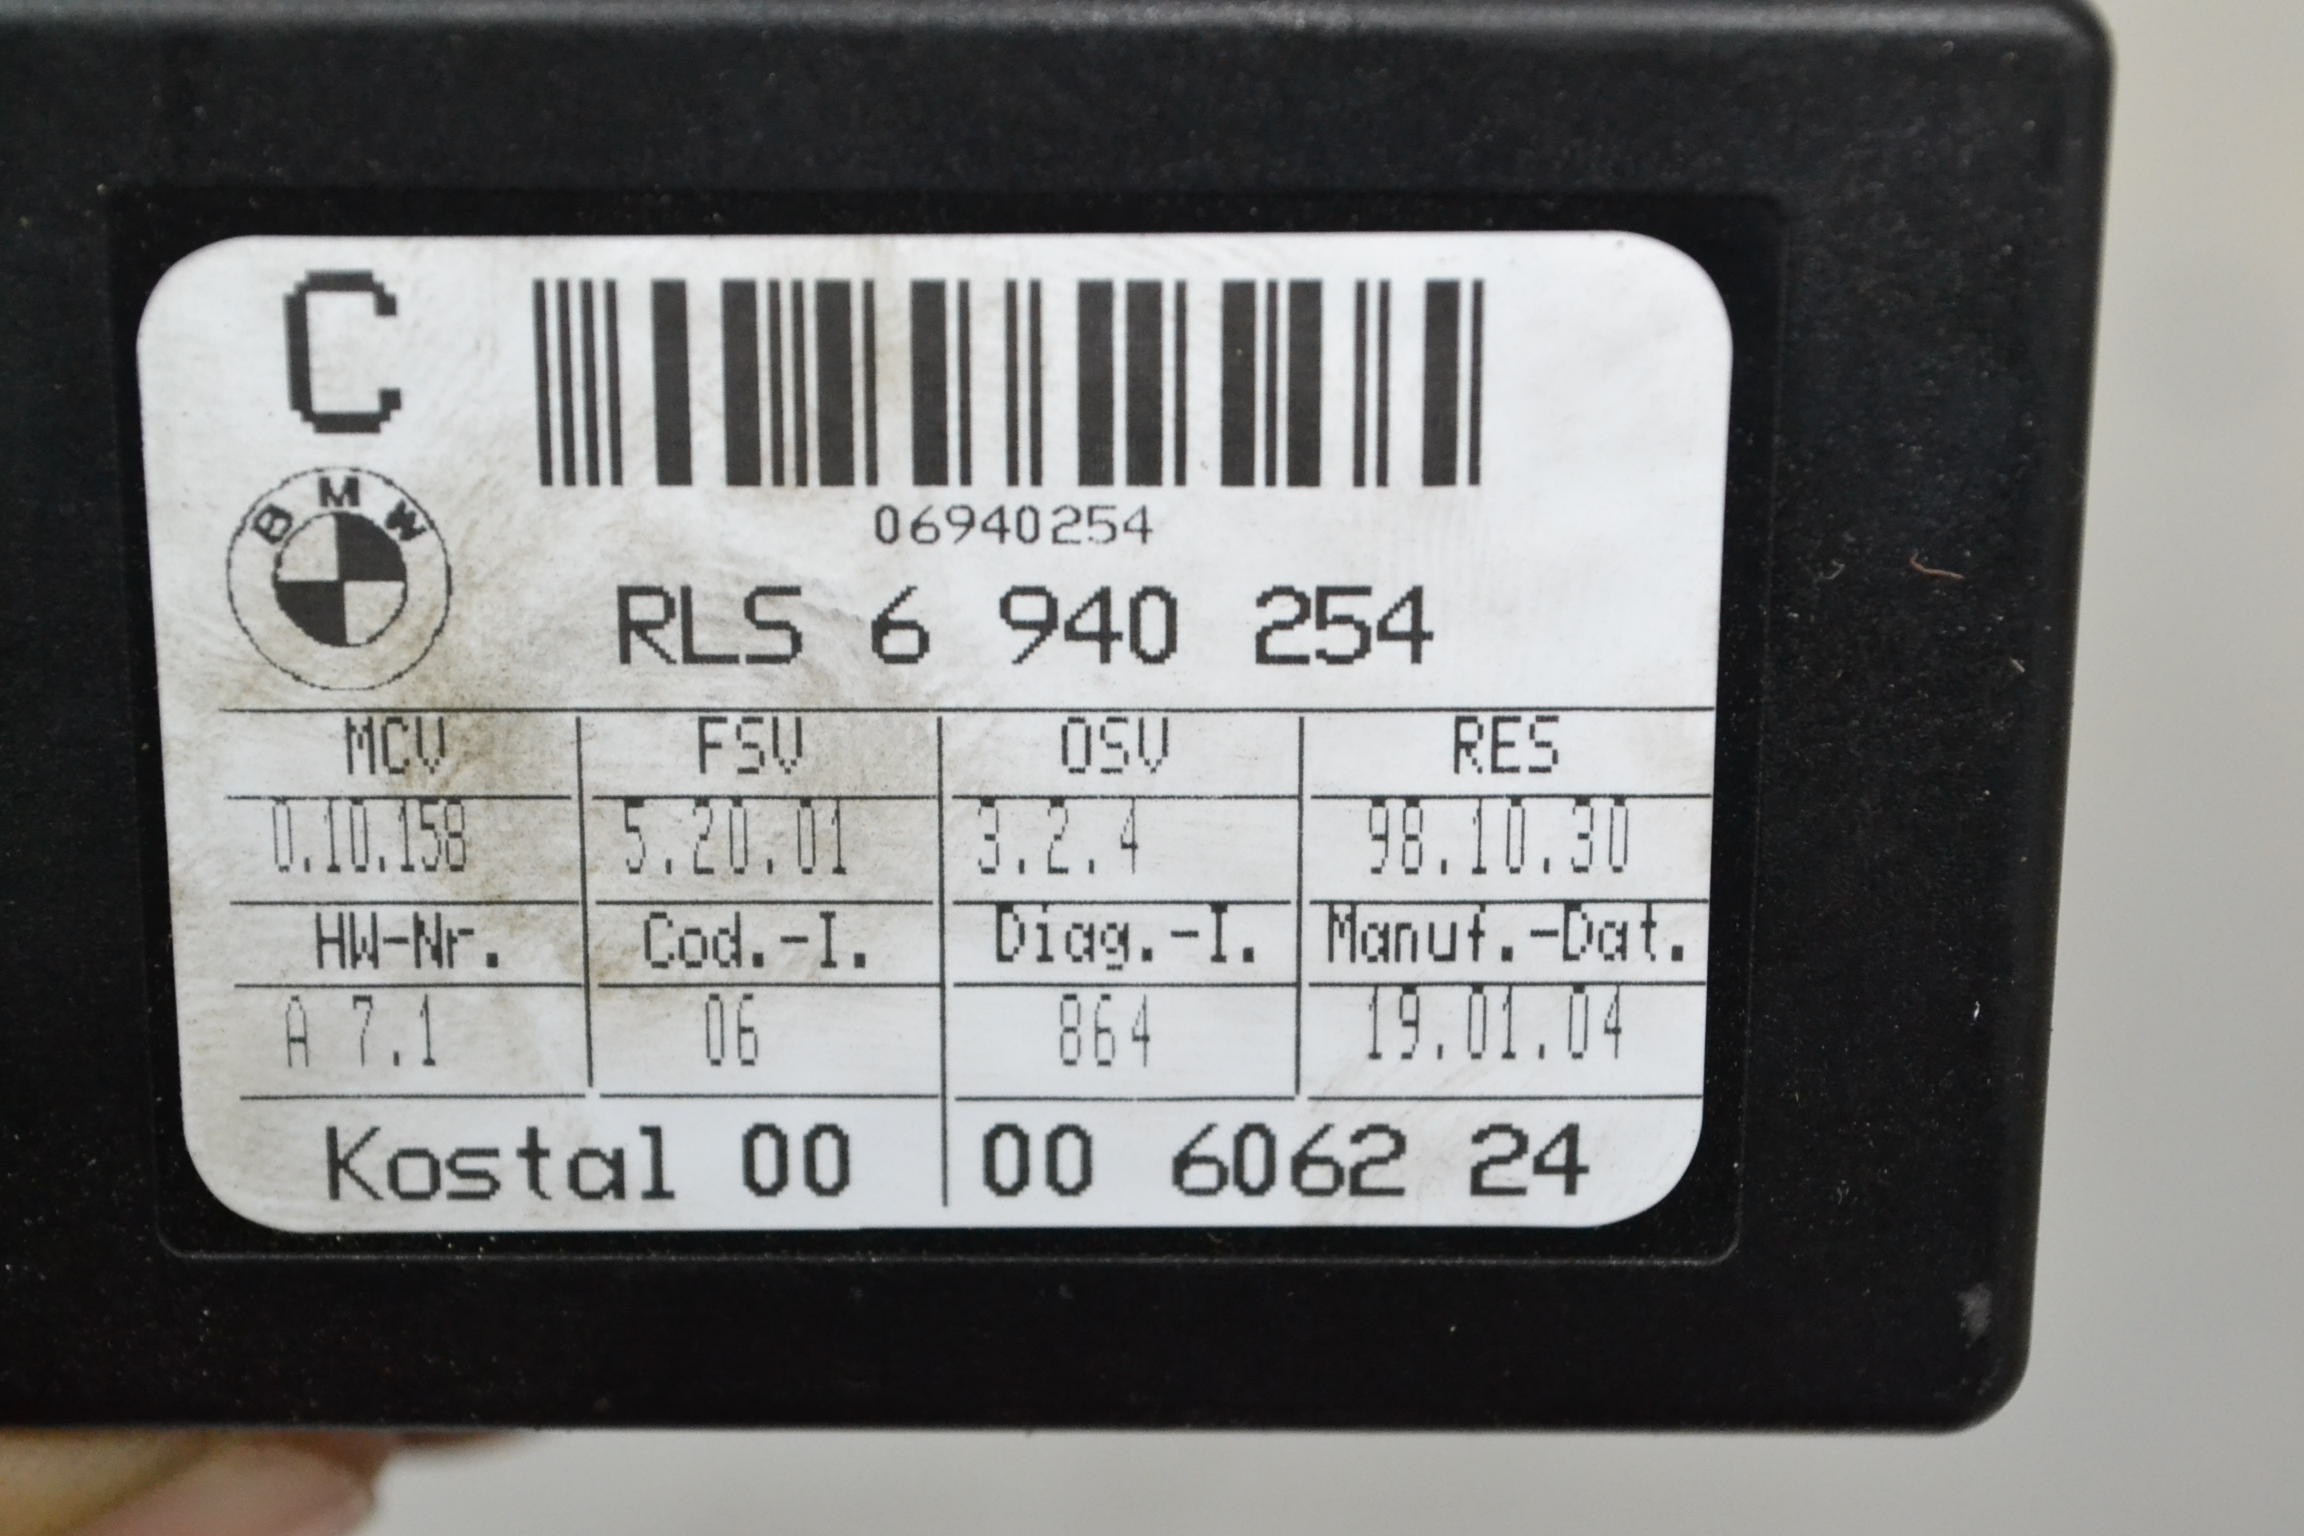 C
BMW
06940254
RLS 6 940 254
MCV FSV OSV RES
0.10.158 5.20.01 3.2.4 98.10.30
HW-Nr. Cod.-I. Diag.-I. Manuf.-Dat.
A 7.1 06 864 19.01.04
Kostal 00 00 6062 24